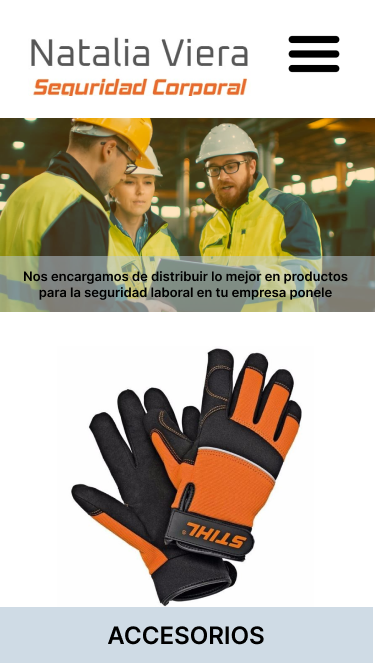 Natalia Viera
Seguridad Corporal
Nos encargamos de distribuir lo mejor en productos
para la seguridad laboral en tu empresa ponele
STIHL
ACCESORIOS